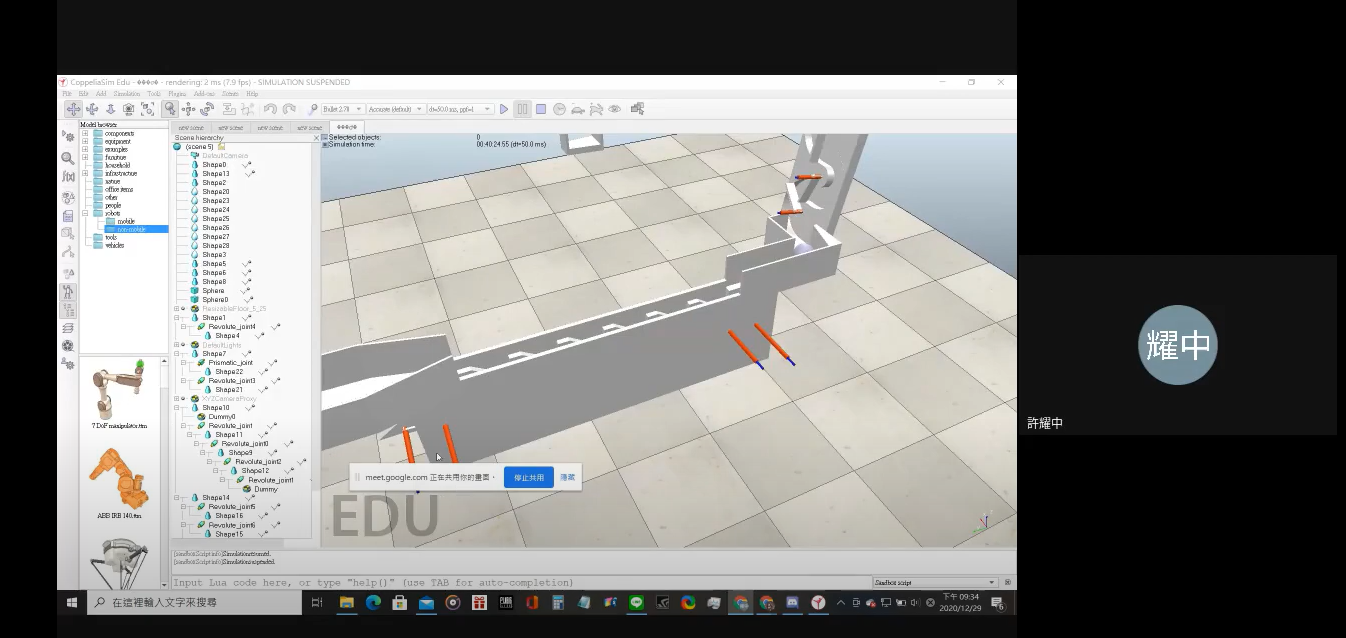 CoppeliaSim Edu - ���o� - rendering: 2 ms (7.9 fps) - SIMULATION SUSPENDED
File Edit Add Simulation Tools Plugins Add-ons Scenes Help
Bullet 2.78
Accurate (default)
dt=50.0 ms, ppf=1
Model browser
components
equipment
examples
furniture
household
infrastructure
nature
office items
other
people
robots
mobile
non-mobile
tools
vehicles
7 DoF manipulator.ttm
ABB IRB 140.ttm
new scene
new scene
new scene
new scene
Scene hierarchy
(scene 5)
DefaultCamera
Shape0
Shape13
Shape2
Shape20
Shape23
Shape24
Shape25
Shape26
Shape27
Shape28
Shape3
Shape5
Shape6
Shape8
Sphere
Sphere0
ResizableFloor_5_25
Shape1
Revolute_joint4
Shape4
DefaultLights
Shape7
Prismatic_joint
Shape22
Revolute_joint3
Shape21
XYZCameraProxy
Shape10
Dummy0
Revolute_joint
Shape11
Revolute_joint0
Shape9
Revolute_joint2
Shape12
Revolute_joint1
Dummy
Shape14
Revolute_joint5
Shape16
Revolute_joint6
Shape15
Selected objects: 0
Simulation time: 00:40:24:55 (dt=50.0 ms)
meet.google.com 正在共用你的畫面。
停止共用
隱藏
EDU
[sandboxScript:info] Simulation started.
[sandboxScript:info] Simulation suspended.
Input Lua code here, or type "help()" (use TAB for auto-completion)
Sandbox script
在這裡輸入文字來搜尋
下午 09:34
2020/12/29
耀中
許耀中